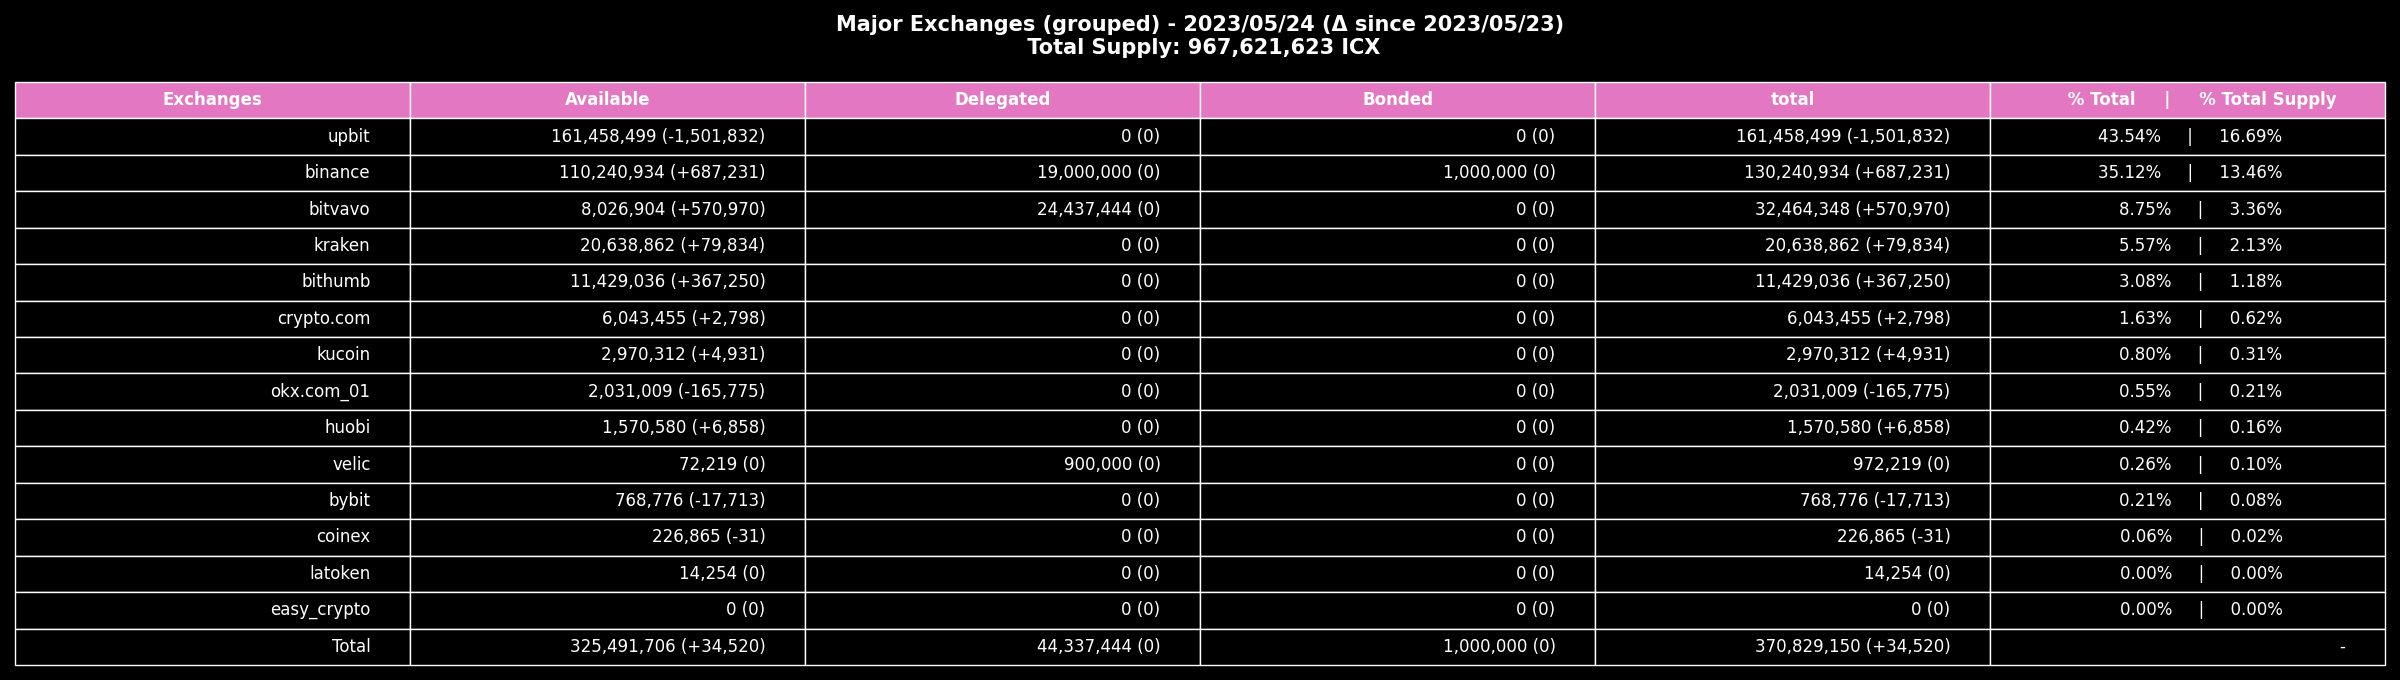 Major Exchanges (grouped) - 2023/05/24 (Δ since 2023/05/23)
Total Supply: 967,621,623 ICX
Exchanges Available Delegated Bonded total % Total | % Total Supply
upbit 161,458,499 (-1,501,832) 0 (0) 0 (0) 161,458,499 (-1,501,832) 43.54% | 16.69%
binance 110,240,934 (+687,231) 19,000,000 (0) 1,000,000 (0) 130,240,934 (+687,231) 35.12% | 13.46%
bitvavo 8,026,904 (+570,970) 24,437,444 (0) 0 (0) 32,464,348 (+570,970) 8.75% | 3.36%
kraken 20,638,862 (+79,834) 0 (0) 0 (0) 20,638,862 (+79,834) 5.57% | 2.13%
bithumb 11,429,036 (+367,250) 0 (0) 0 (0) 11,429,036 (+367,250) 3.08% | 1.18%
crypto.com 6,043,455 (+2,798) 0 (0) 0 (0) 6,043,455 (+2,798) 1.63% | 0.62%
kucoin 2,970,312 (+4,931) 0 (0) 0 (0) 2,970,312 (+4,931) 0.80% | 0.31%
okx.com_01 2,031,009 (-165,775) 0 (0) 0 (0) 2,031,009 (-165,775) 0.55% | 0.21%
huobi 1,570,580 (+6,858) 0 (0) 0 (0) 1,570,580 (+6,858) 0.42% | 0.16%
velic 72,219 (0) 900,000 (0) 0 (0) 972,219 (0) 0.26% | 0.10%
bybit 768,776 (-17,713) 0 (0) 0 (0) 768,776 (-17,713) 0.21% | 0.08%
coinex 226,865 (-31) 0 (0) 0 (0) 226,865 (-31) 0.06% | 0.02%
latoken 14,254 (0) 0 (0) 0 (0) 14,254 (0) 0.00% | 0.00%
easy_crypto 0 (0) 0 (0) 0 (0) 0 (0) 0.00% | 0.00%
Total 325,491,706 (+34,520) 44,337,444 (0) 1,000,000 (0) 370,829,150 (+34,520) -